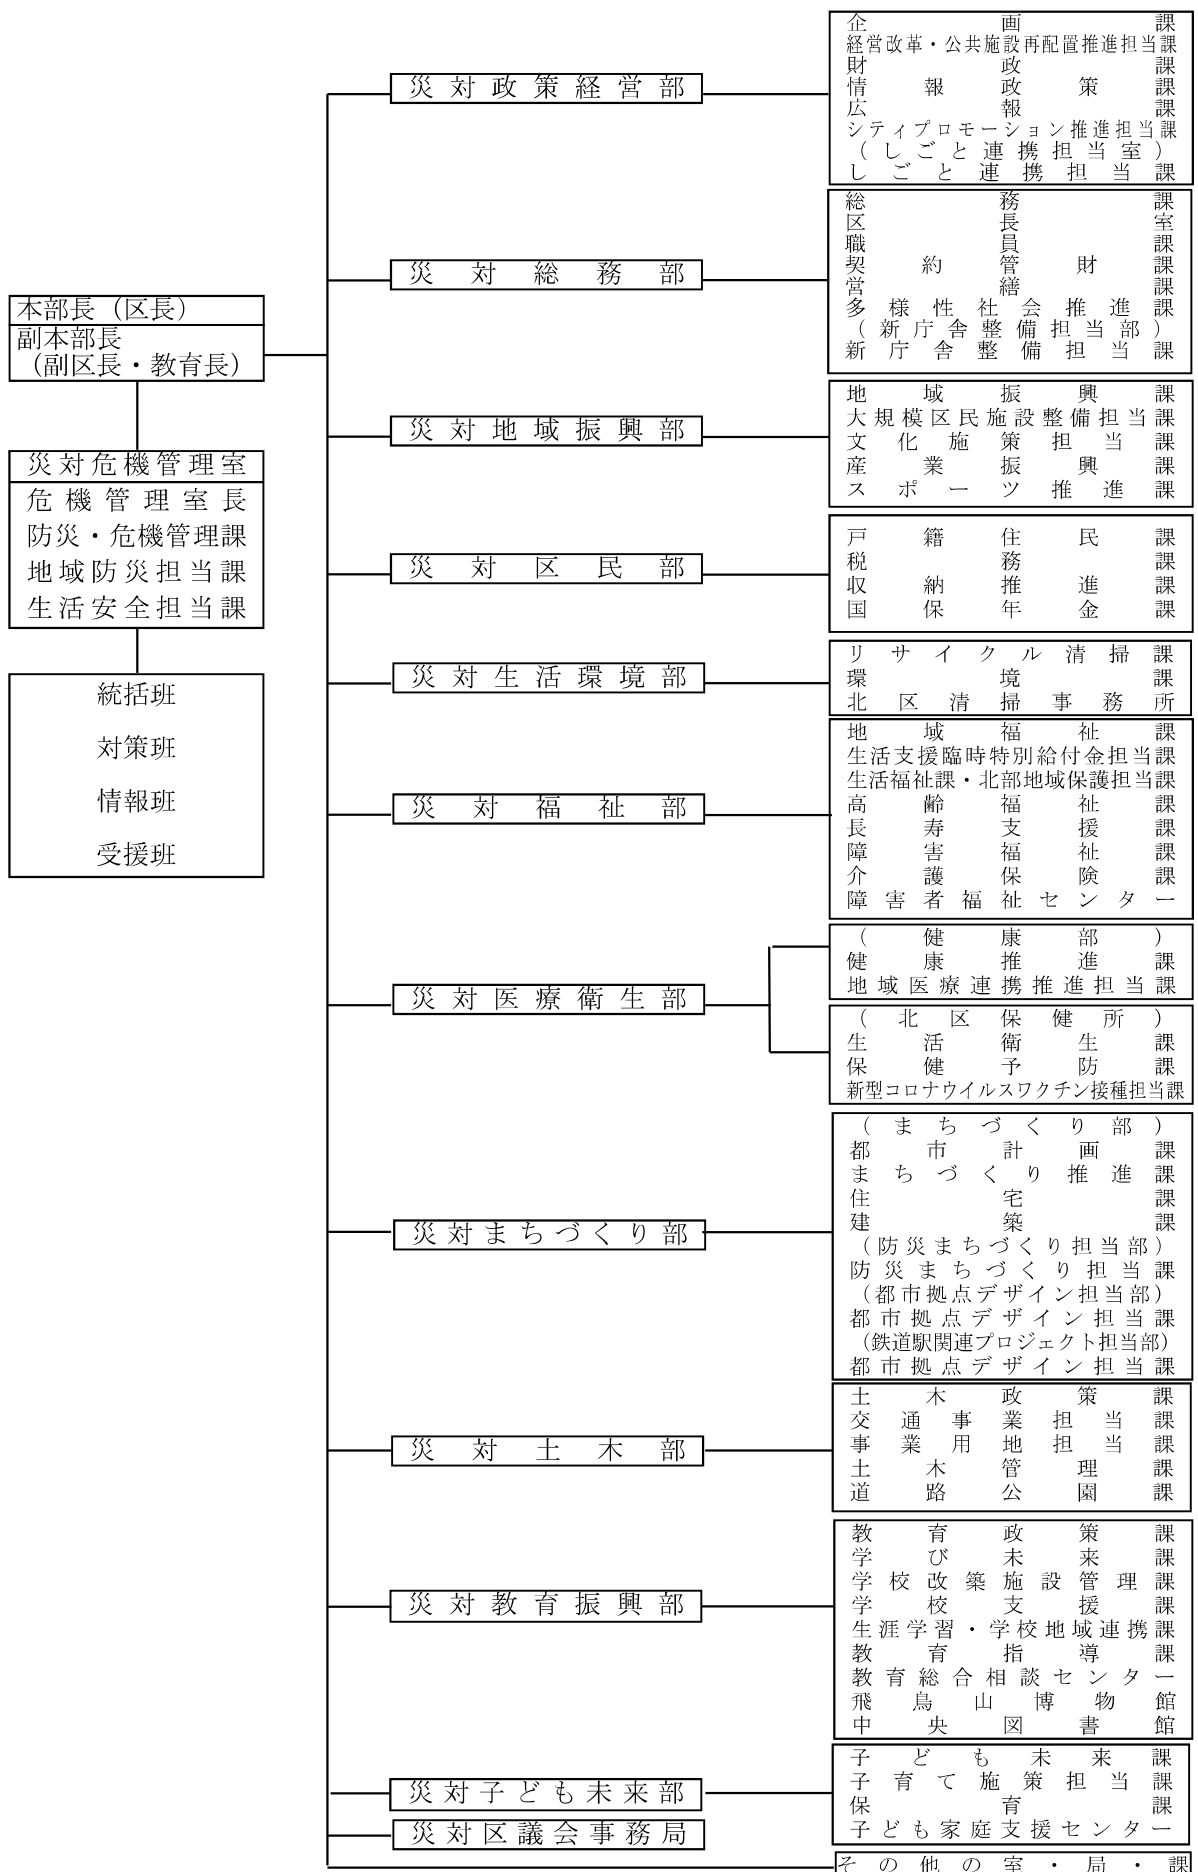 本部長（区長）
副本部長
（副区長・教育長）
災対危機管理室
危機管理室長
防災・危機管理課
地域防災担当課
生活安全担当課
統括班
対策班
情報班
受援班
災対政策経営部
企画課
経営改革・公共施設再配置推進担当課
財政課
情報政策課
広報課
シティプロモーション推進担当課
（しごと連携担当室）
しごと連携担当課
災対総務部
総務課
区長室
職員課
契約管財課
営繕課
多様性社会推進課
（新庁舎整備担当部）
新庁舎整備担当課
災対地域振興部
地域振興課
大規模区民施設整備担当課
文化施策担当課
産業振興課
スポーツ推進課
災対区民部
戸籍住民課
税務課
収納推進課
国保年金課
災対生活環境部
リサイクル清掃課
環境課
北区清掃事務所
災対福祉部
地域福祉課
生活支援臨時特別給付金担当課
生活福祉課・北部地域保護担当課
高齢福祉課
長寿支援課
障害福祉課
介護保険課
障害者福祉センター
災対医療衛生部
（健康部）
健康推進課
地域医療連携推進担当課
（北区保健所）
生活衛生課
保健予防課
新型コロナウイルスワクチン接種担当課
災対まちづくり部
（まちづくり部）
都市計画課
まちづくり推進課
住宅課
建築課
（防災まちづくり担当部）
防災まちづくり担当課
（都市拠点デザイン担当部）
都市拠点デザイン担当課
（鉄道駅関連プロジェクト担当部）
都市拠点デザイン担当課
災対土木部
土木政策課
交通事業担当課
事業用地担当課
土木管理課
道路公園課
災対教育振興部
教育政策課
学び未来課
学校改築施設管理課
学校支援課
生涯学習・学校地域連携課
教育指導課
教育総合相談センター
飛鳥山博物館
中央図書館
災対子ども未来部
子ども未来課
子育て施策担当課
保育課
子ども家庭支援センター
災対区議会事務局
その他の室・局・課